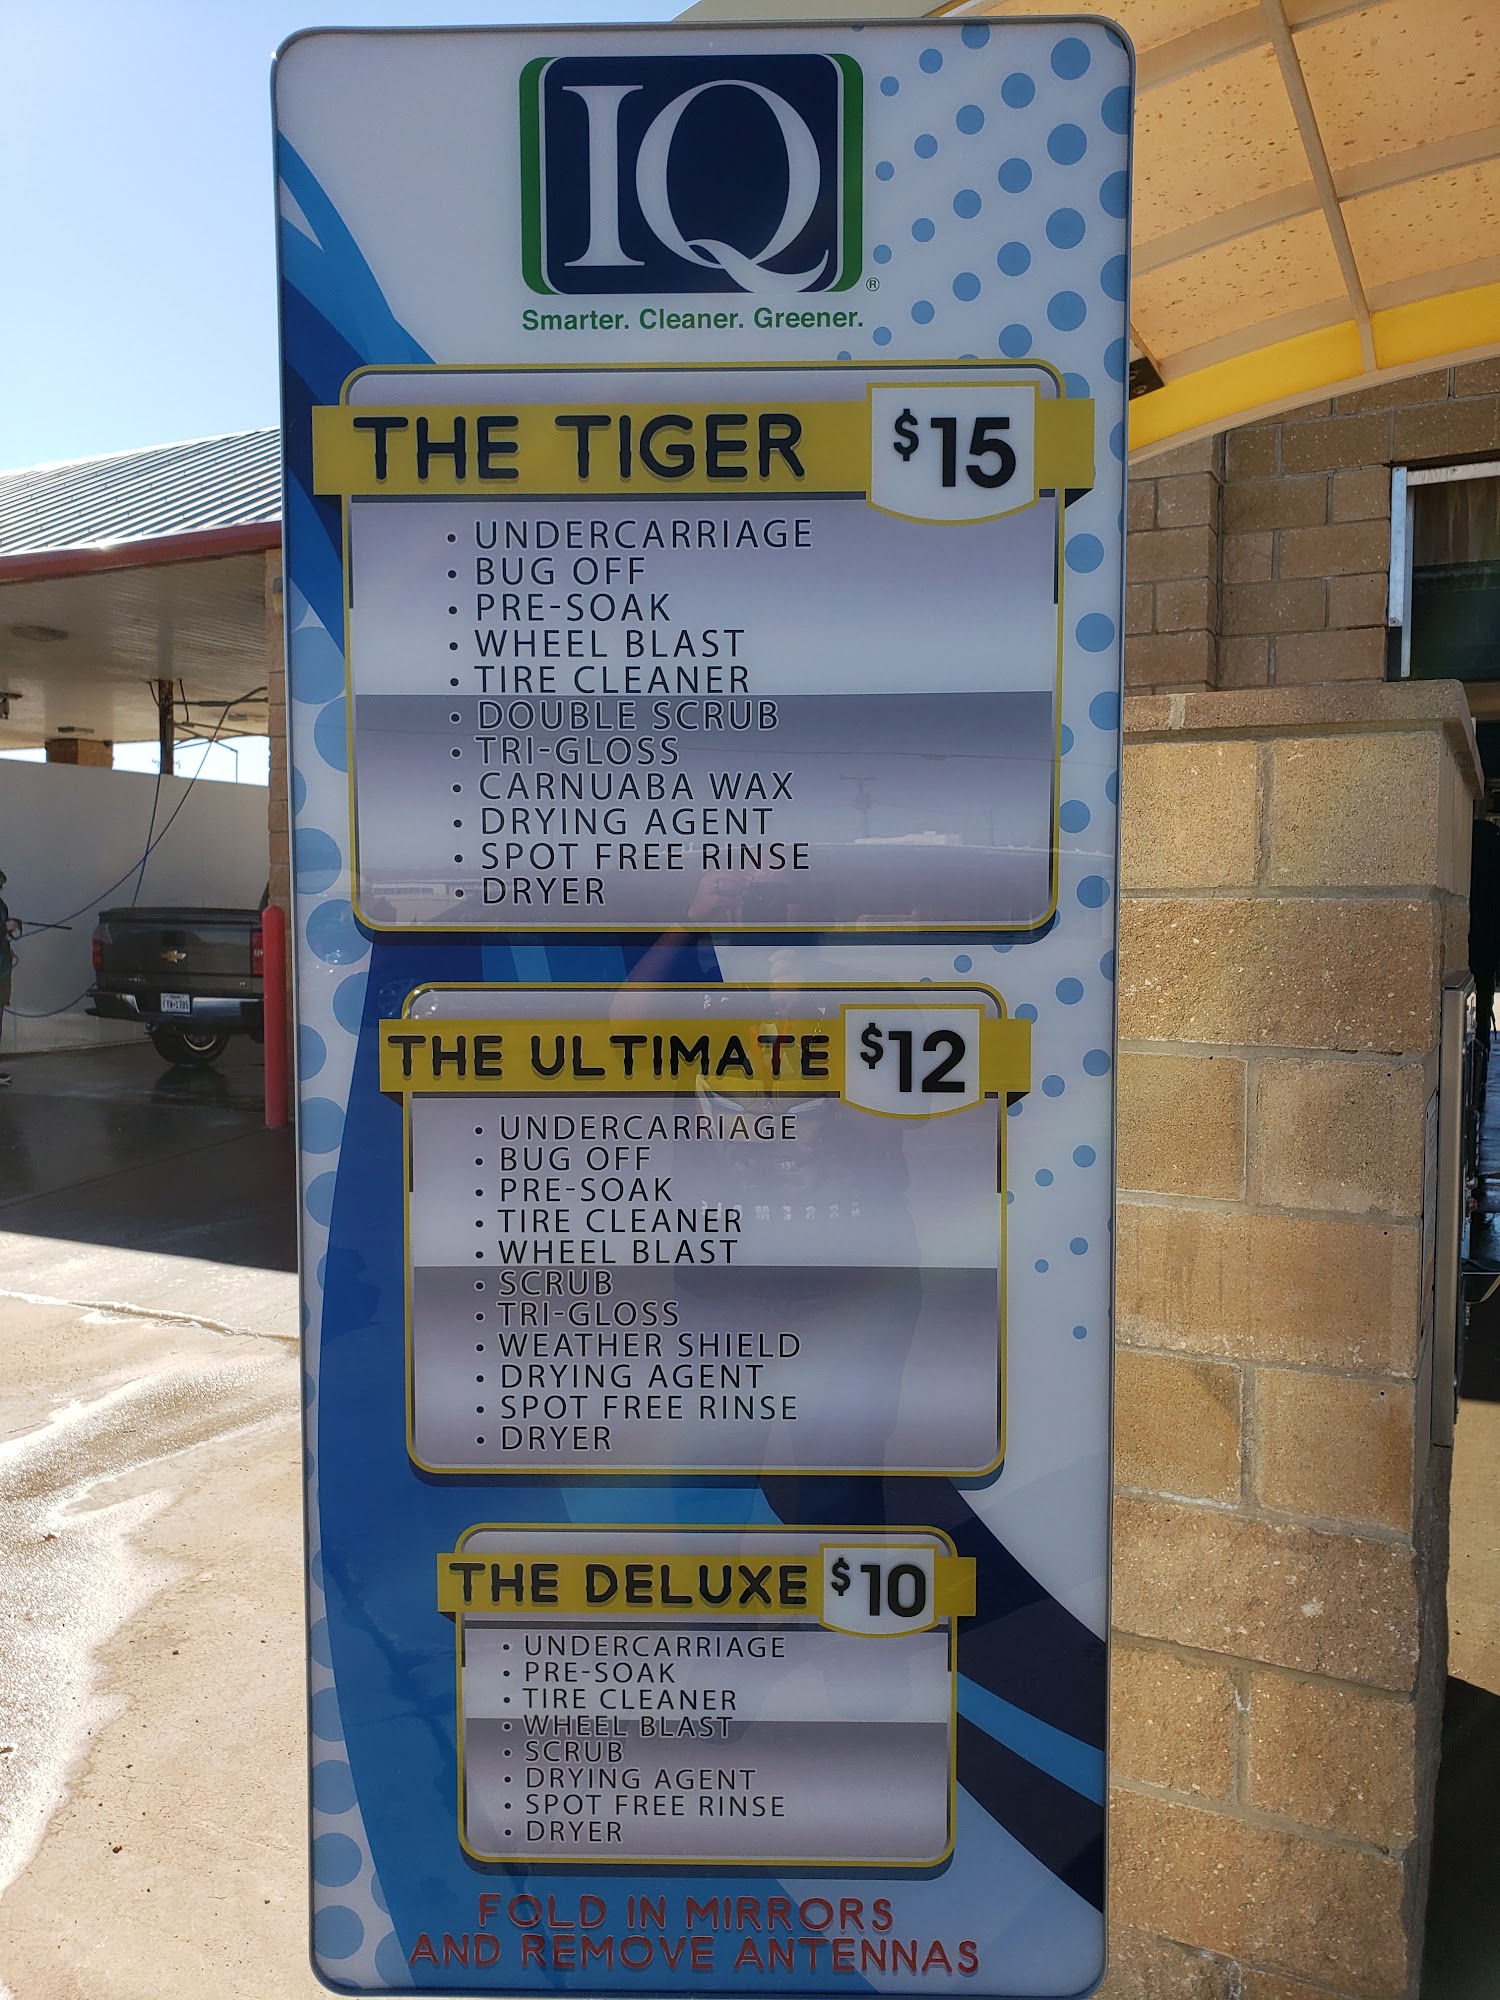 IQ
®
Smarter. Cleaner. Greener.
THE TIGER $15
• UNDERCARRIAGE
• BUG OFF
• PRE-SOAK
• WHEEL BLAST
• TIRE CLEANER
• DOUBLE SCRUB
• TRI-GLOSS
• CARNUABA WAX
• DRYING AGENT
• SPOT FREE RINSE
• DRYER
THE ULTIMATE $12
• UNDERCARRIAGE
• BUG OFF
• PRE-SOAK
• TIRE CLEANER
• WHEEL BLAST
• SCRUB
• TRI-GLOSS
• WEATHER SHIELD
• DRYING AGENT
• SPOT FREE RINSE
• DRYER
THE DELUXE $10
• UNDERCARRIAGE
• PRE-SOAK
• TIRE CLEANER
• WHEEL BLAST
• SCRUB
• DRYING AGENT
• SPOT FREE RINSE
• DRYER
FOLD IN MIRRORS
AND REMOVE ANTENNAS